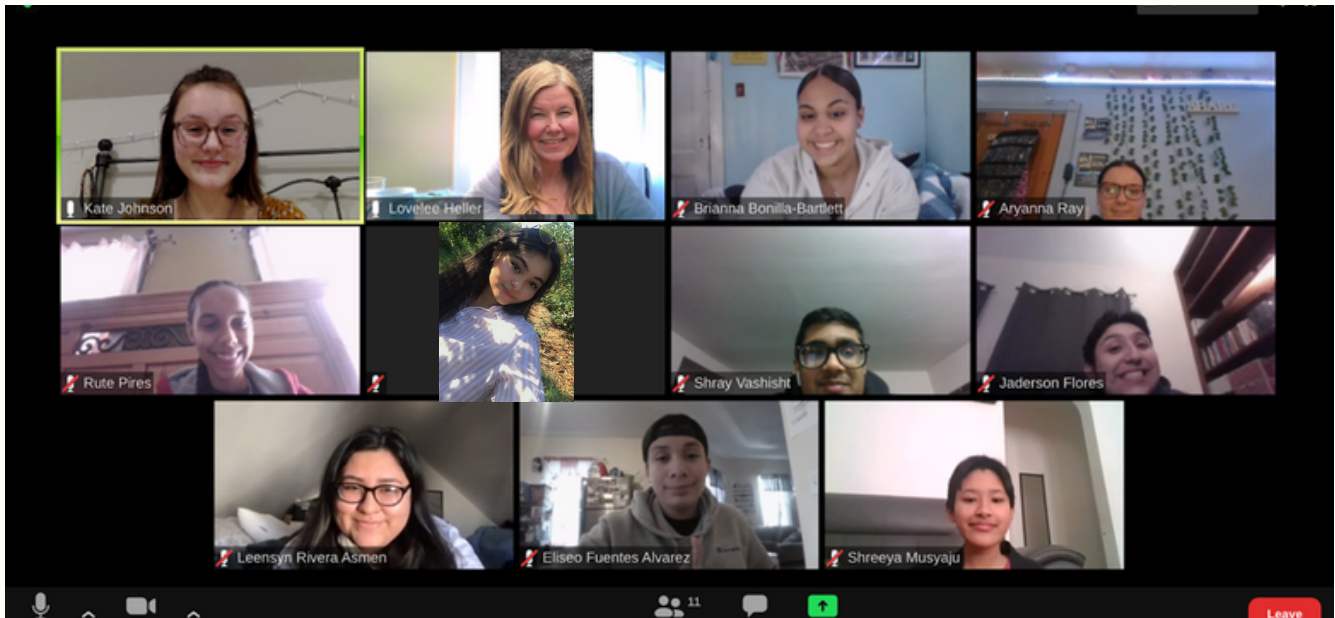 Kate Johnson
Lovelee Heller
Brianna Bonilla-Bartlett
Aryanna Ray
SHARE
Rute Pires
Shray Vashisht
Jaderson Flores
Leensyn Rivera Asmen
Eliseo Fuentes Alvarez
Shreeya Musyaju
11
Leave